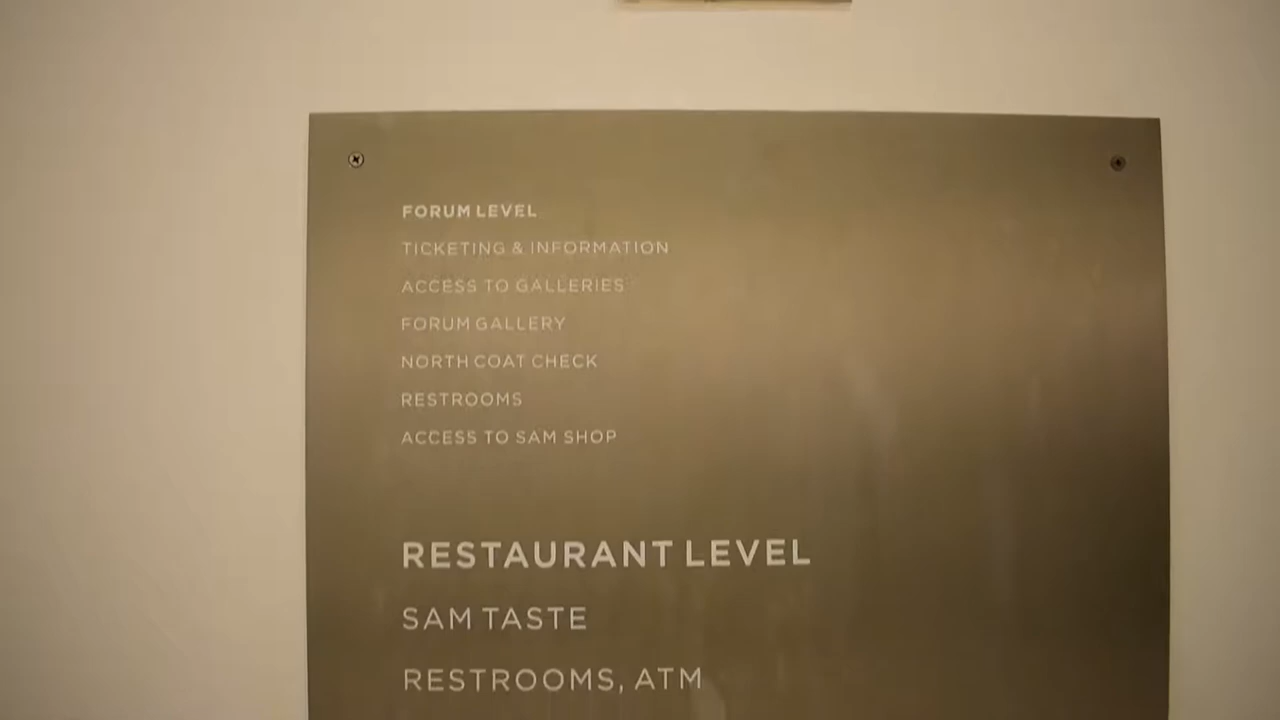 FORUM LEVEL
TICKETING & INFORMATION
ACCESS TO GALLERIES
FORUM GALLERY
NORTH COAT CHECK
RESTROOMS
ACCESS TO SAM SHOP
RESTAURANT LEVEL
SAM TASTE
RESTROOMS, ATM